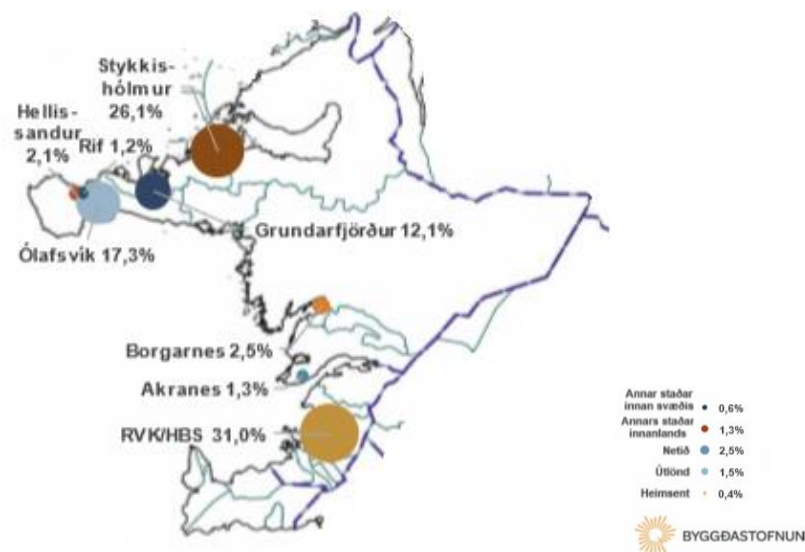 Stykkis-
hólmur
26,1%
Hellis-
sandur
2,1%
Rif 1,2%
Grundarfjörður 12,1%
Ólafsvík 17,3%
Borgarnes 2,5%
Akranes 1,3%
RVK/HBS 31,0%
Annar staðar
innan svæðis
0,6%
Annars staðar
innanlands
1,3%
Netið 2,5%
Útlönd 1,5%
Heimsent 0,4%
BYGGÐASTOFNUN